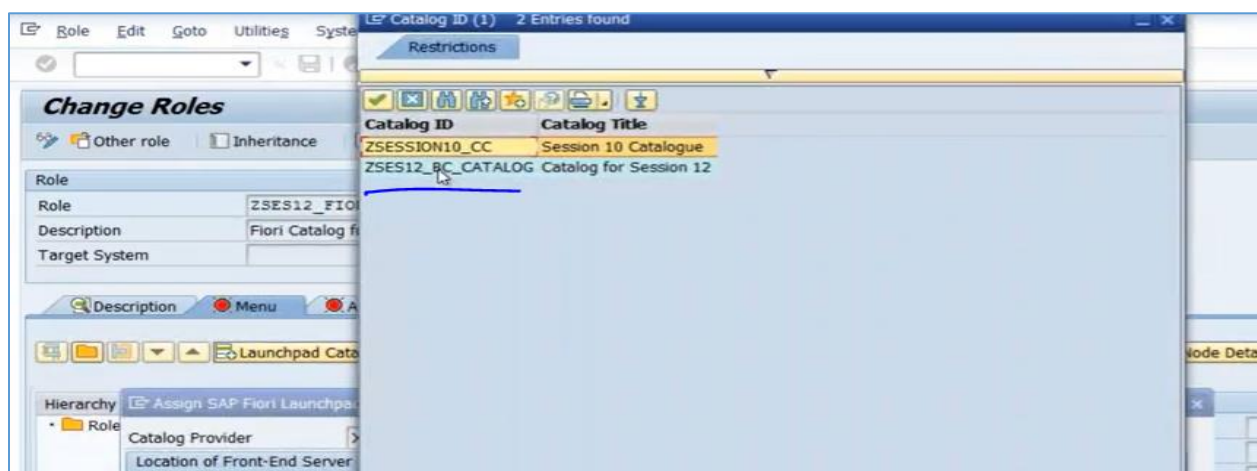 Role Edit Goto Utilities Syste
Catalog ID (1) 2 Entries found
Restrictions
Change Roles
Other role Inheritance
Catalog ID Catalog Title
ZSESSION10_CC Session 10 Catalogue
ZSES12_BC_CATALOG Catalog for Session 12
Role
Role ZSES12_FIO
Description Fiori Catalog f
Target System
Description Menu A
Launchpad Cata
Node Deta
Hierarchy
Assign SAP Fiori Launchpa
Role
Catalog Provider
Location of Front-End Server